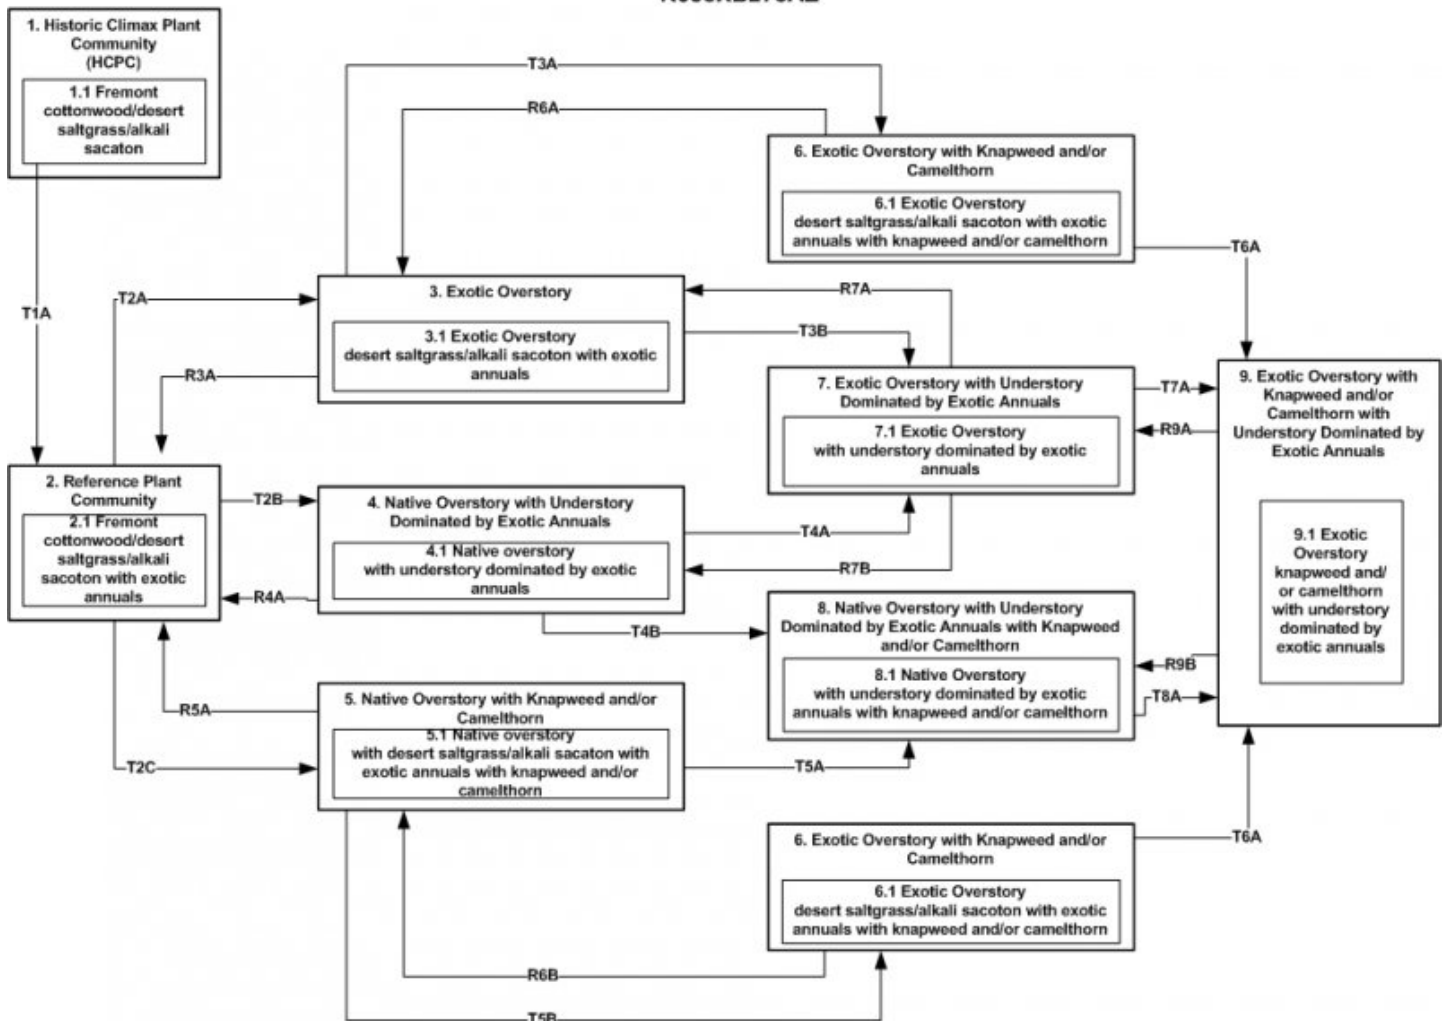 1. Historic Climax Plant
Community
(HCPC)
1.1 Fremont
cottonwood/desert
saltgrass/alkali
sacaton
T1A
T2A
R3A
2. Reference Plant
Community
2.1 Fremont
cottonwood/desert
saltgrass/alkali
sacoton with exotic
annuals
T2B
R4A
R5A
T2C
T3A
R6A
3. Exotic Overstory
3.1 Exotic Overstory
desert saltgrass/alkali sacoton with exotic
annuals
4. Native Overstory with Understory
Dominated by Exotic Annuals
4.1 Native overstory
with understory dominated by exotic
annuals
5. Native Overstory with Knapweed and/or
Camelthorn
5.1 Native overstory
with desert saltgrass/alkali sacaton with
exotic annuals with knapweed and/or
camelthorn
R7A
T3B
T4A
R7B
T4B
T5A
R6B
T5B
6. Exotic Overstory with Knapweed and/or
Camelthorn
6.1 Exotic Overstory
desert saltgrass/alkali sacoton with exotic
annuals with knapweed and/or camelthorn
7. Exotic Overstory with Understory
Dominated by Exotic Annuals
7.1 Exotic Overstory
with understory dominated by exotic
annuals
8. Native Overstory with Understory
Dominated by Exotic Annuals with Knapweed
and/or Camelthorn
8.1 Native Overstory
with understory dominated by exotic
annuals with knapweed and/or camelthorn
6. Exotic Overstory with Knapweed and/or
Camelthorn
6.1 Exotic Overstory
desert saltgrass/alkali sacoton with exotic
annuals with knapweed and/or camelthorn
T6A
T7A
R9A
R9B
T8A
T6A
9. Exotic Overstory with
Knapweed and/or
Camelthorn with
Understory Dominated by
Exotic Annuals
9.1 Exotic
Overstory
knapweed and/
or camelthorn
with understory
dominated by
exotic annuals